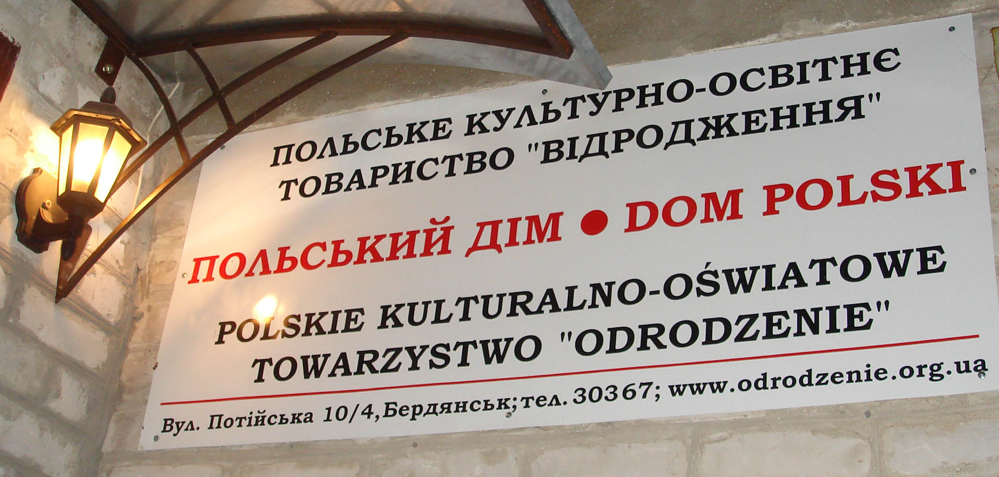 ПОЛЬСЬКЕ КУЛЬТУРНО-ОСВІТНЄ
ТОВАРИСТВО "ВІДРОДЖЕННЯ"
ПОЛЬСЬКИЙ ДІМ ● DOM POLSKI
POLSKIE KULTURALNO-OŚWIATOWE
TOWARZYSTWO "ODRODZENIE"
Вул. Потійська 10/4,Бердянськ;тел. 30367; www.odrodzenie.org.ua